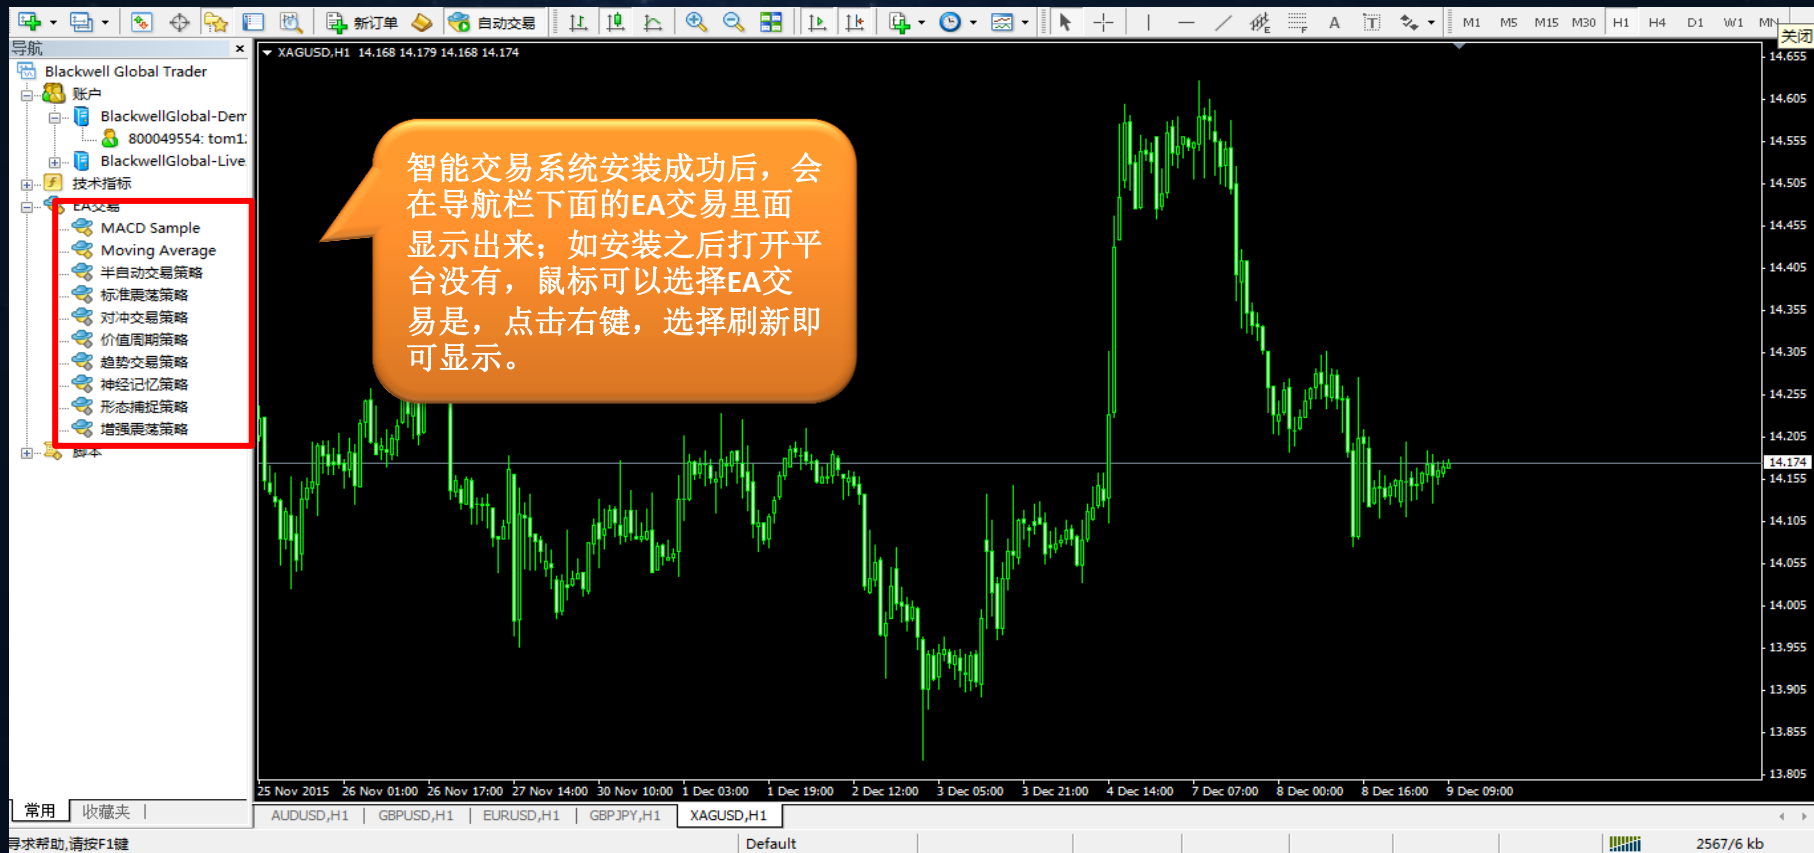 新订单
自动交易
A
T
M1 M5 M15 M30 H1 H4 D1 W1 MN
关闭
导航
Blackwell Global Trader
账户
BlackwellGlobal-Dem
800049554: tom12
BlackwellGlobal-Live
技术指标
EA交易
MACD Sample
Moving Average
半自动交易策略
标准震荡策略
对冲交易策略
价值周期策略
趋势交易策略
神经记忆策略
形态捕捉策略
增强震荡策略
脚本
常用 收藏夹
XAGUSD,H1 14.168 14.179 14.168 14.174
智能交易系统安装成功后，会
在导航栏下面的EA交易里面
显示出来；如安装之后打开平
台没有，鼠标可以选择EA交
易是，点击右键，选择刷新即
可显示。
14.655
14.605
14.555
14.505
14.455
14.405
14.355
14.305
14.255
14.205
14.174
14.155
14.105
14.055
14.005
13.955
13.905
13.855
13.805
25 Nov 2015 26 Nov 01:00 26 Nov 17:00 27 Nov 14:00 30 Nov 10:00 1 Dec 03:00 1 Dec 19:00 2 Dec 12:00 3 Dec 05:00 3 Dec 21:00 4 Dec 14:00 7 Dec 07:00 8 Dec 00:00 8 Dec 16:00 9 Dec 09:00
AUDUSD,H1 GBPUSD,H1 EURUSD,H1 GBPJPY,H1 XAGUSD,H1
寻求帮助,请按F1键
Default
2567/6 kb